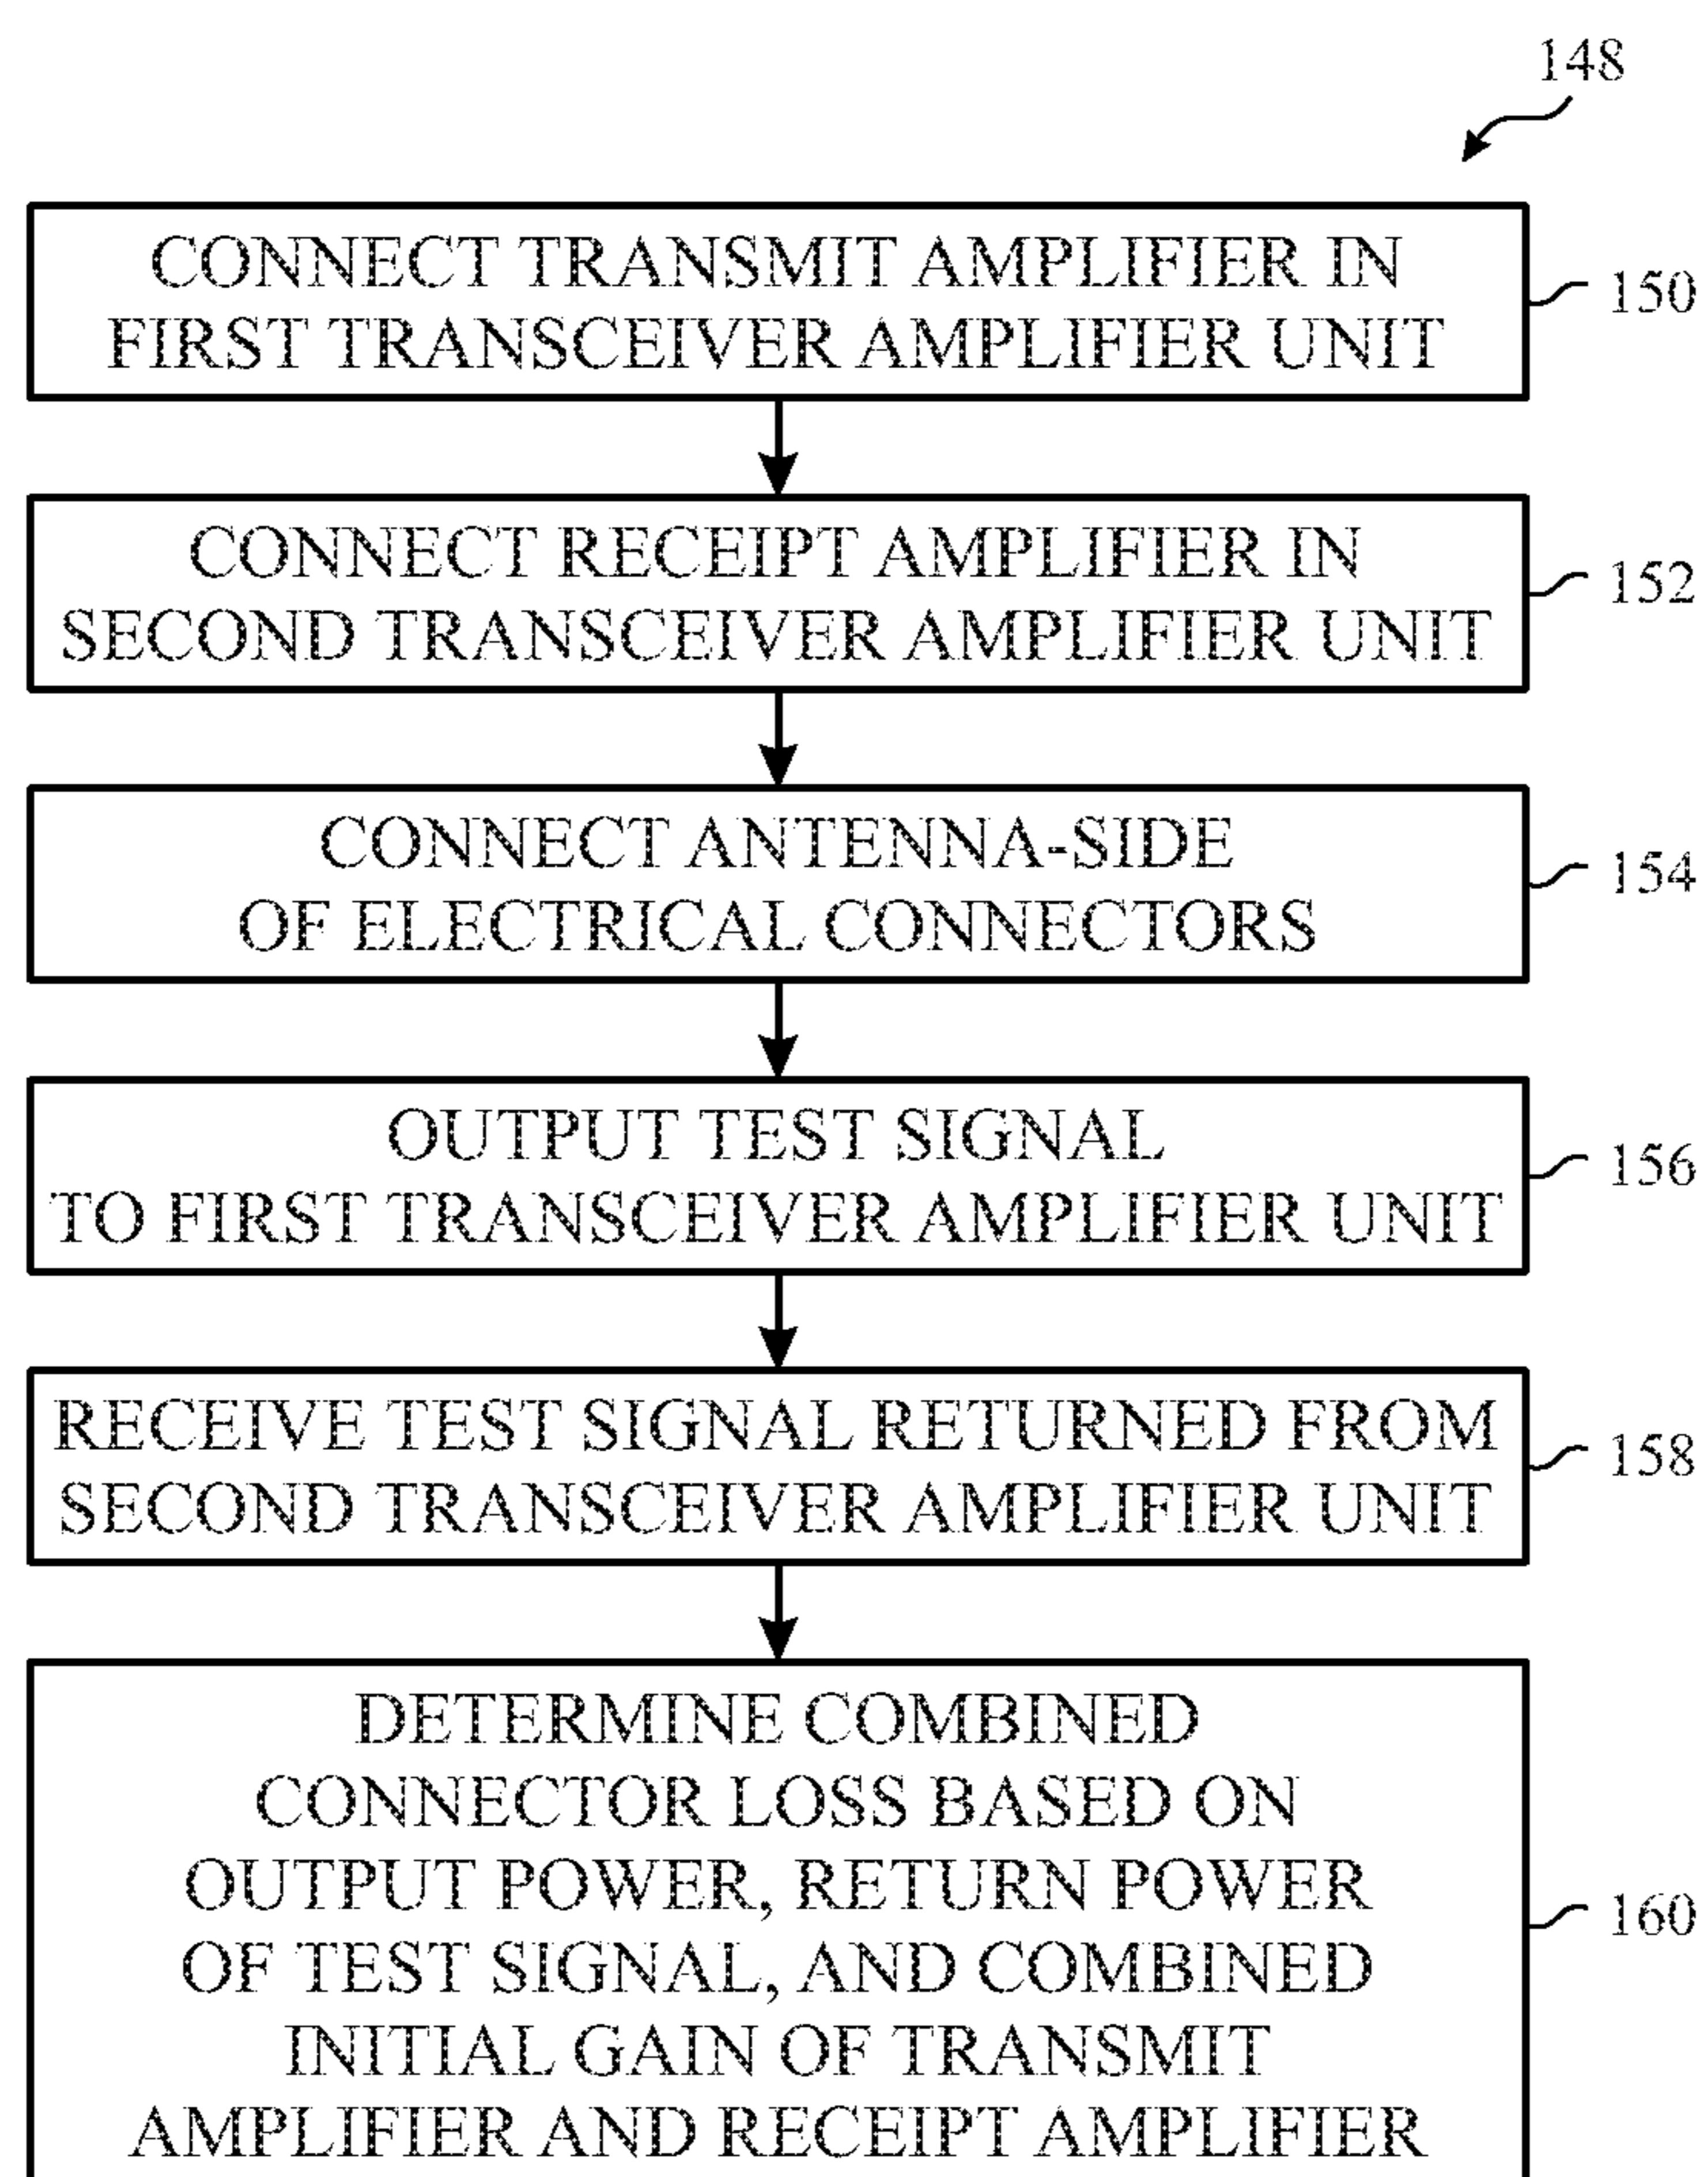 148
CONNECT TRANSMIT AMPLIFIER IN
FIRST TRANSCEIVER AMPLIFIER UNIT
150
CONNECT RECEIPT AMPLIFIER IN
SECOND TRANSCEIVER AMPLIFIER UNIT
152
CONNECT ANTENNA-SIDE
OF ELECTRICAL CONNECTORS
154
OUTPUT TEST SIGNAL
TO FIRST TRANSCEIVER AMPLIFIER UNIT
156
RECEIVE TEST SIGNAL RETURNED FROM
SECOND TRANSCEIVER AMPLIFIER UNIT
158
DETERMINE COMBINED
CONNECTOR LOSS BASED ON
OUTPUT POWER, RETURN POWER
OF TEST SIGNAL, AND COMBINED
INITIAL GAIN OF TRANSMIT
AMPLIFIER AND RECEIPT AMPLIFIER
160